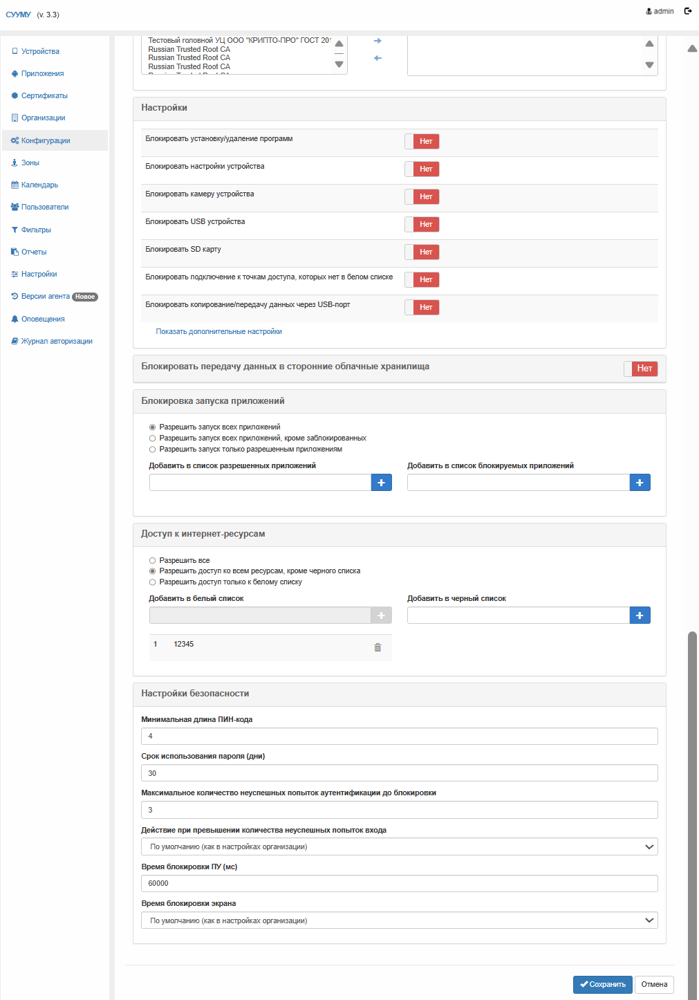 СУУМУ (v. 3.3)
admin
Устройства
Приложения
Сертификаты
Организации
Конфигурации
Зоны
Календарь
Пользователи
Фильтры
Отчеты
Настройки
Версии агента Новое
Оповещения
Журнал авторизации
Тестовый головной УЦ ООО "КРИПТО-ПРО" ГОСТ 201
Russian Trusted Root CA
Russian Trusted Root CA
Russian Trusted Root CA
Настройки
Блокировать установку/удаление программ Нет
Блокировать настройки устройства Нет
Блокировать камеру устройства Нет
Блокировать USB устройства Нет
Блокировать SD карту Нет
Блокировать подключение к точкам доступа, которых нет в белом списке Нет
Блокировать копирование/передачу данных через USB-порт Нет
Показать дополнительные настройки
Блокировать передачу данных в сторонние облачные хранилища Нет
Блокировка запуска приложений
Разрешить запуск всех приложений
Разрешить запуск всех приложений, кроме заблокированных
Разрешить запуск только разрешенным приложениям
Добавить в список разрешенных приложений Добавить в список блокируемых приложений
Доступ к интернет-ресурсам
Разрешить все
Разрешить доступ ко всем ресурсам, кроме черного списка
Разрешить доступ только к белому списку
Добавить в белый список Добавить в черный список
1 12345
Настройки безопасности
Минимальная длина ПИН-кода
4
Срок использования пароля (дни)
30
Максимальное количество неуспешных попыток аутентификации до блокировки
3
Действие при превышении количества неуспешных попыток входа
По умолчанию (как в настройках организации)
Время блокировки ПУ (мс)
60000
Время блокировки экрана
По умолчанию (как в настройках организации)
Сохранить Отмена